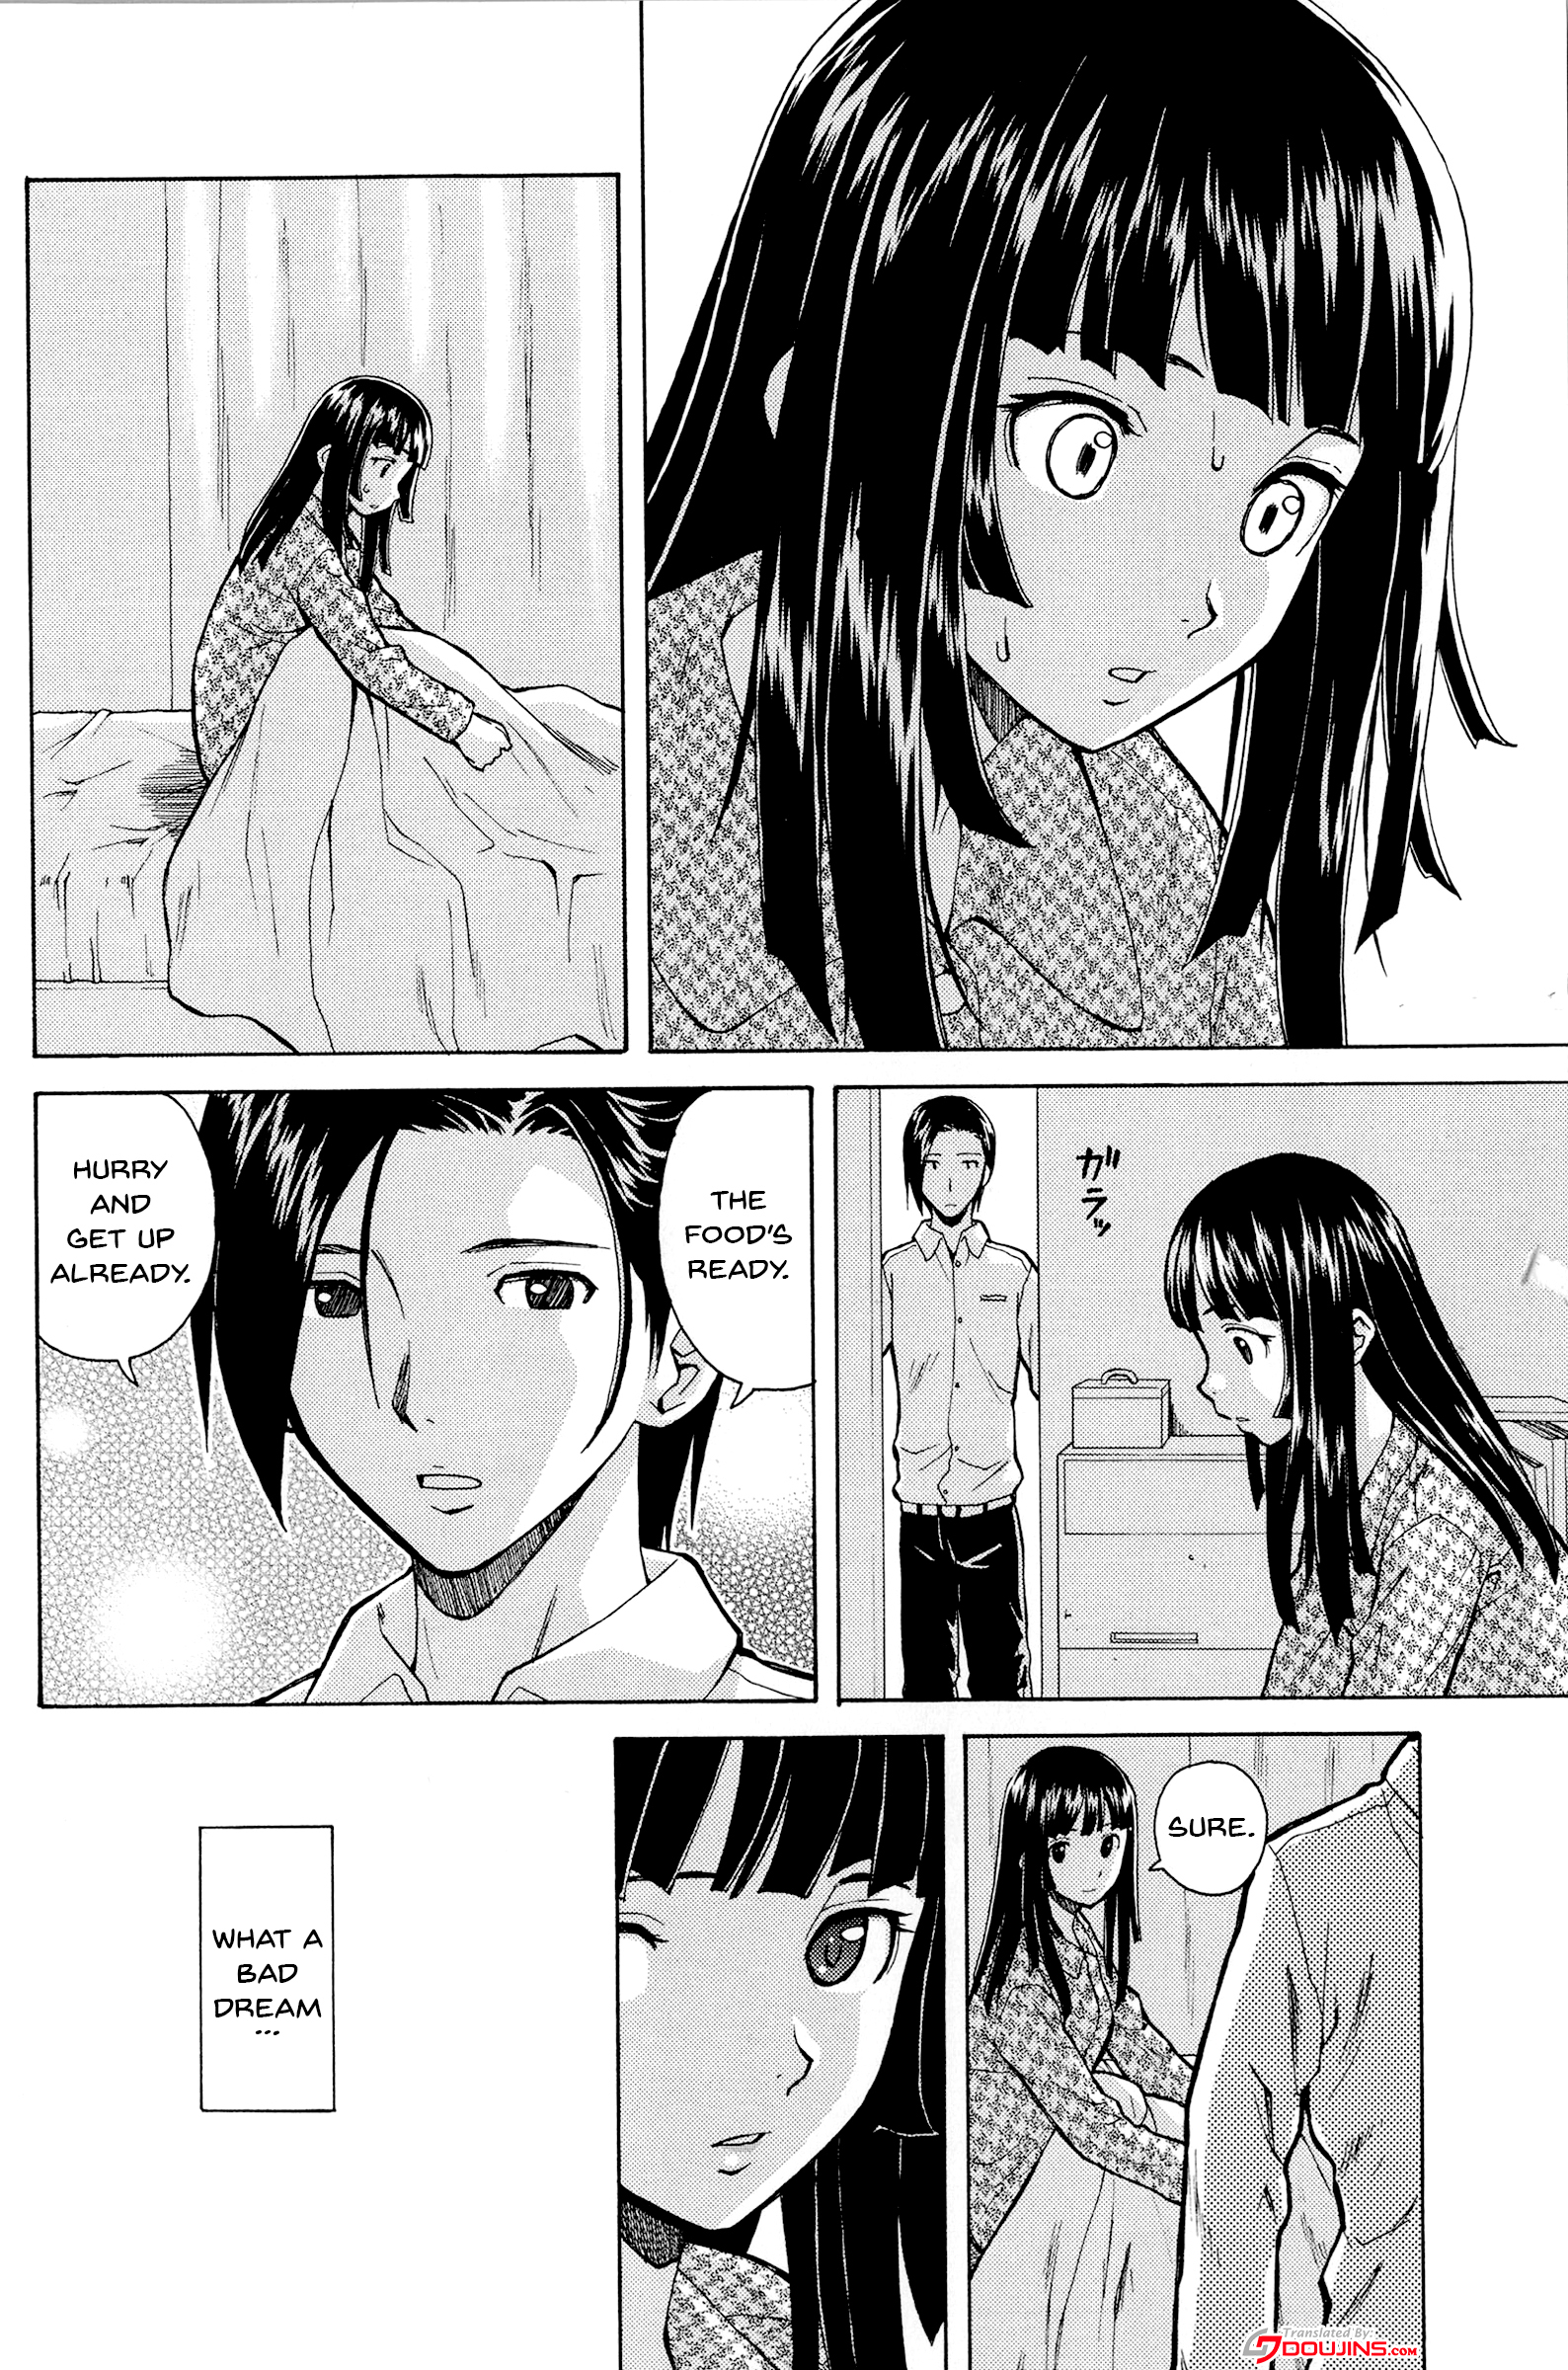 ガラッ
THE
FOOD'S
READY.
HURRY
AND
GET UP
ALREADY.
SURE.
WHAT A
BAD
DREAM
...
Translated By:
DOUJINS.COM